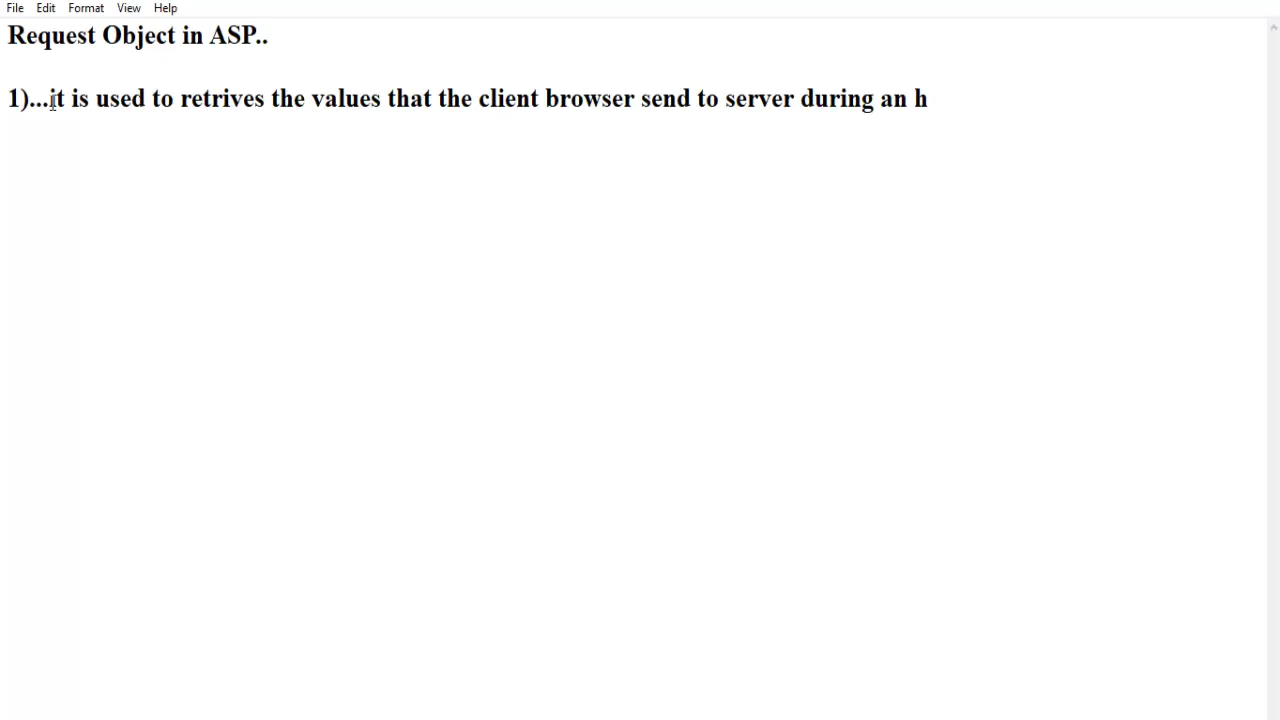 File Edit Format View Help
Request Object in ASP..
1)...it is used to retrives the values that the client browser send to server during an h